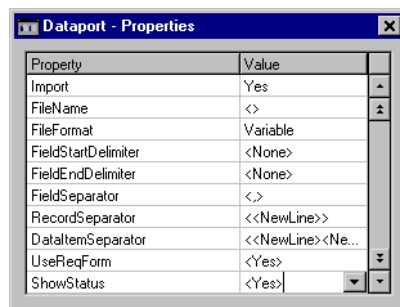 Dataport - Properties
Property Value
Import Yes
FileName <>
FileFormat Variable
FieldStartDelimiter <None>
FieldEndDelimiter <None>
FieldSeparator <,>
RecordSeparator <<NewLine>>
DataItemSeparator <<NewLine><Ne...
UseReqForm <Yes>
ShowStatus <Yes>